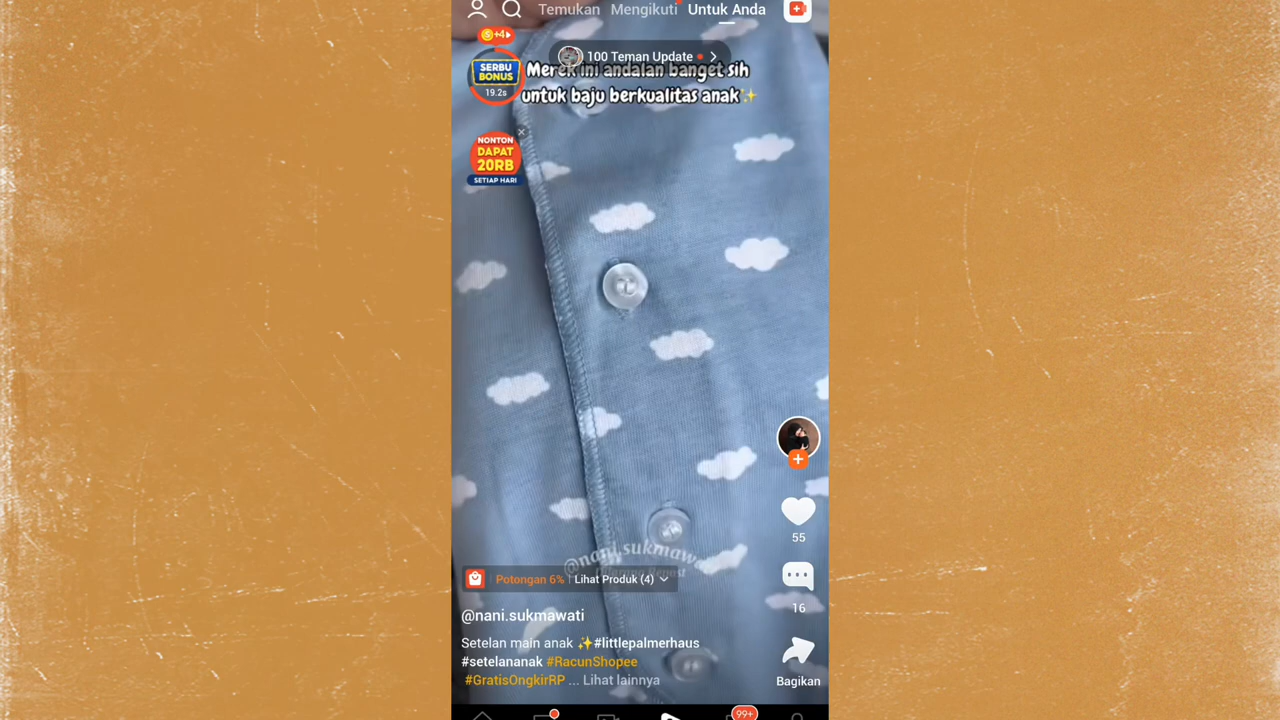 Temukan Mengikuti Untuk Anda
+4
100 Teman Update
SERBU
BONUS
19.2s
Merek ini andalan banget sih
untuk baju berkualitas anak✨
NONTON
DAPAT
20RB
SETIAP HARI
55
@nani.sukmawa
16
Potongan 6% | Lihat Produk (4)
@nani.sukmawati
Setelan main anak ✨#littlepalmerhaus
#setelananak #RacunShopee
#GratisOngkirRP ... Lihat lainnya
Bagikan
99+